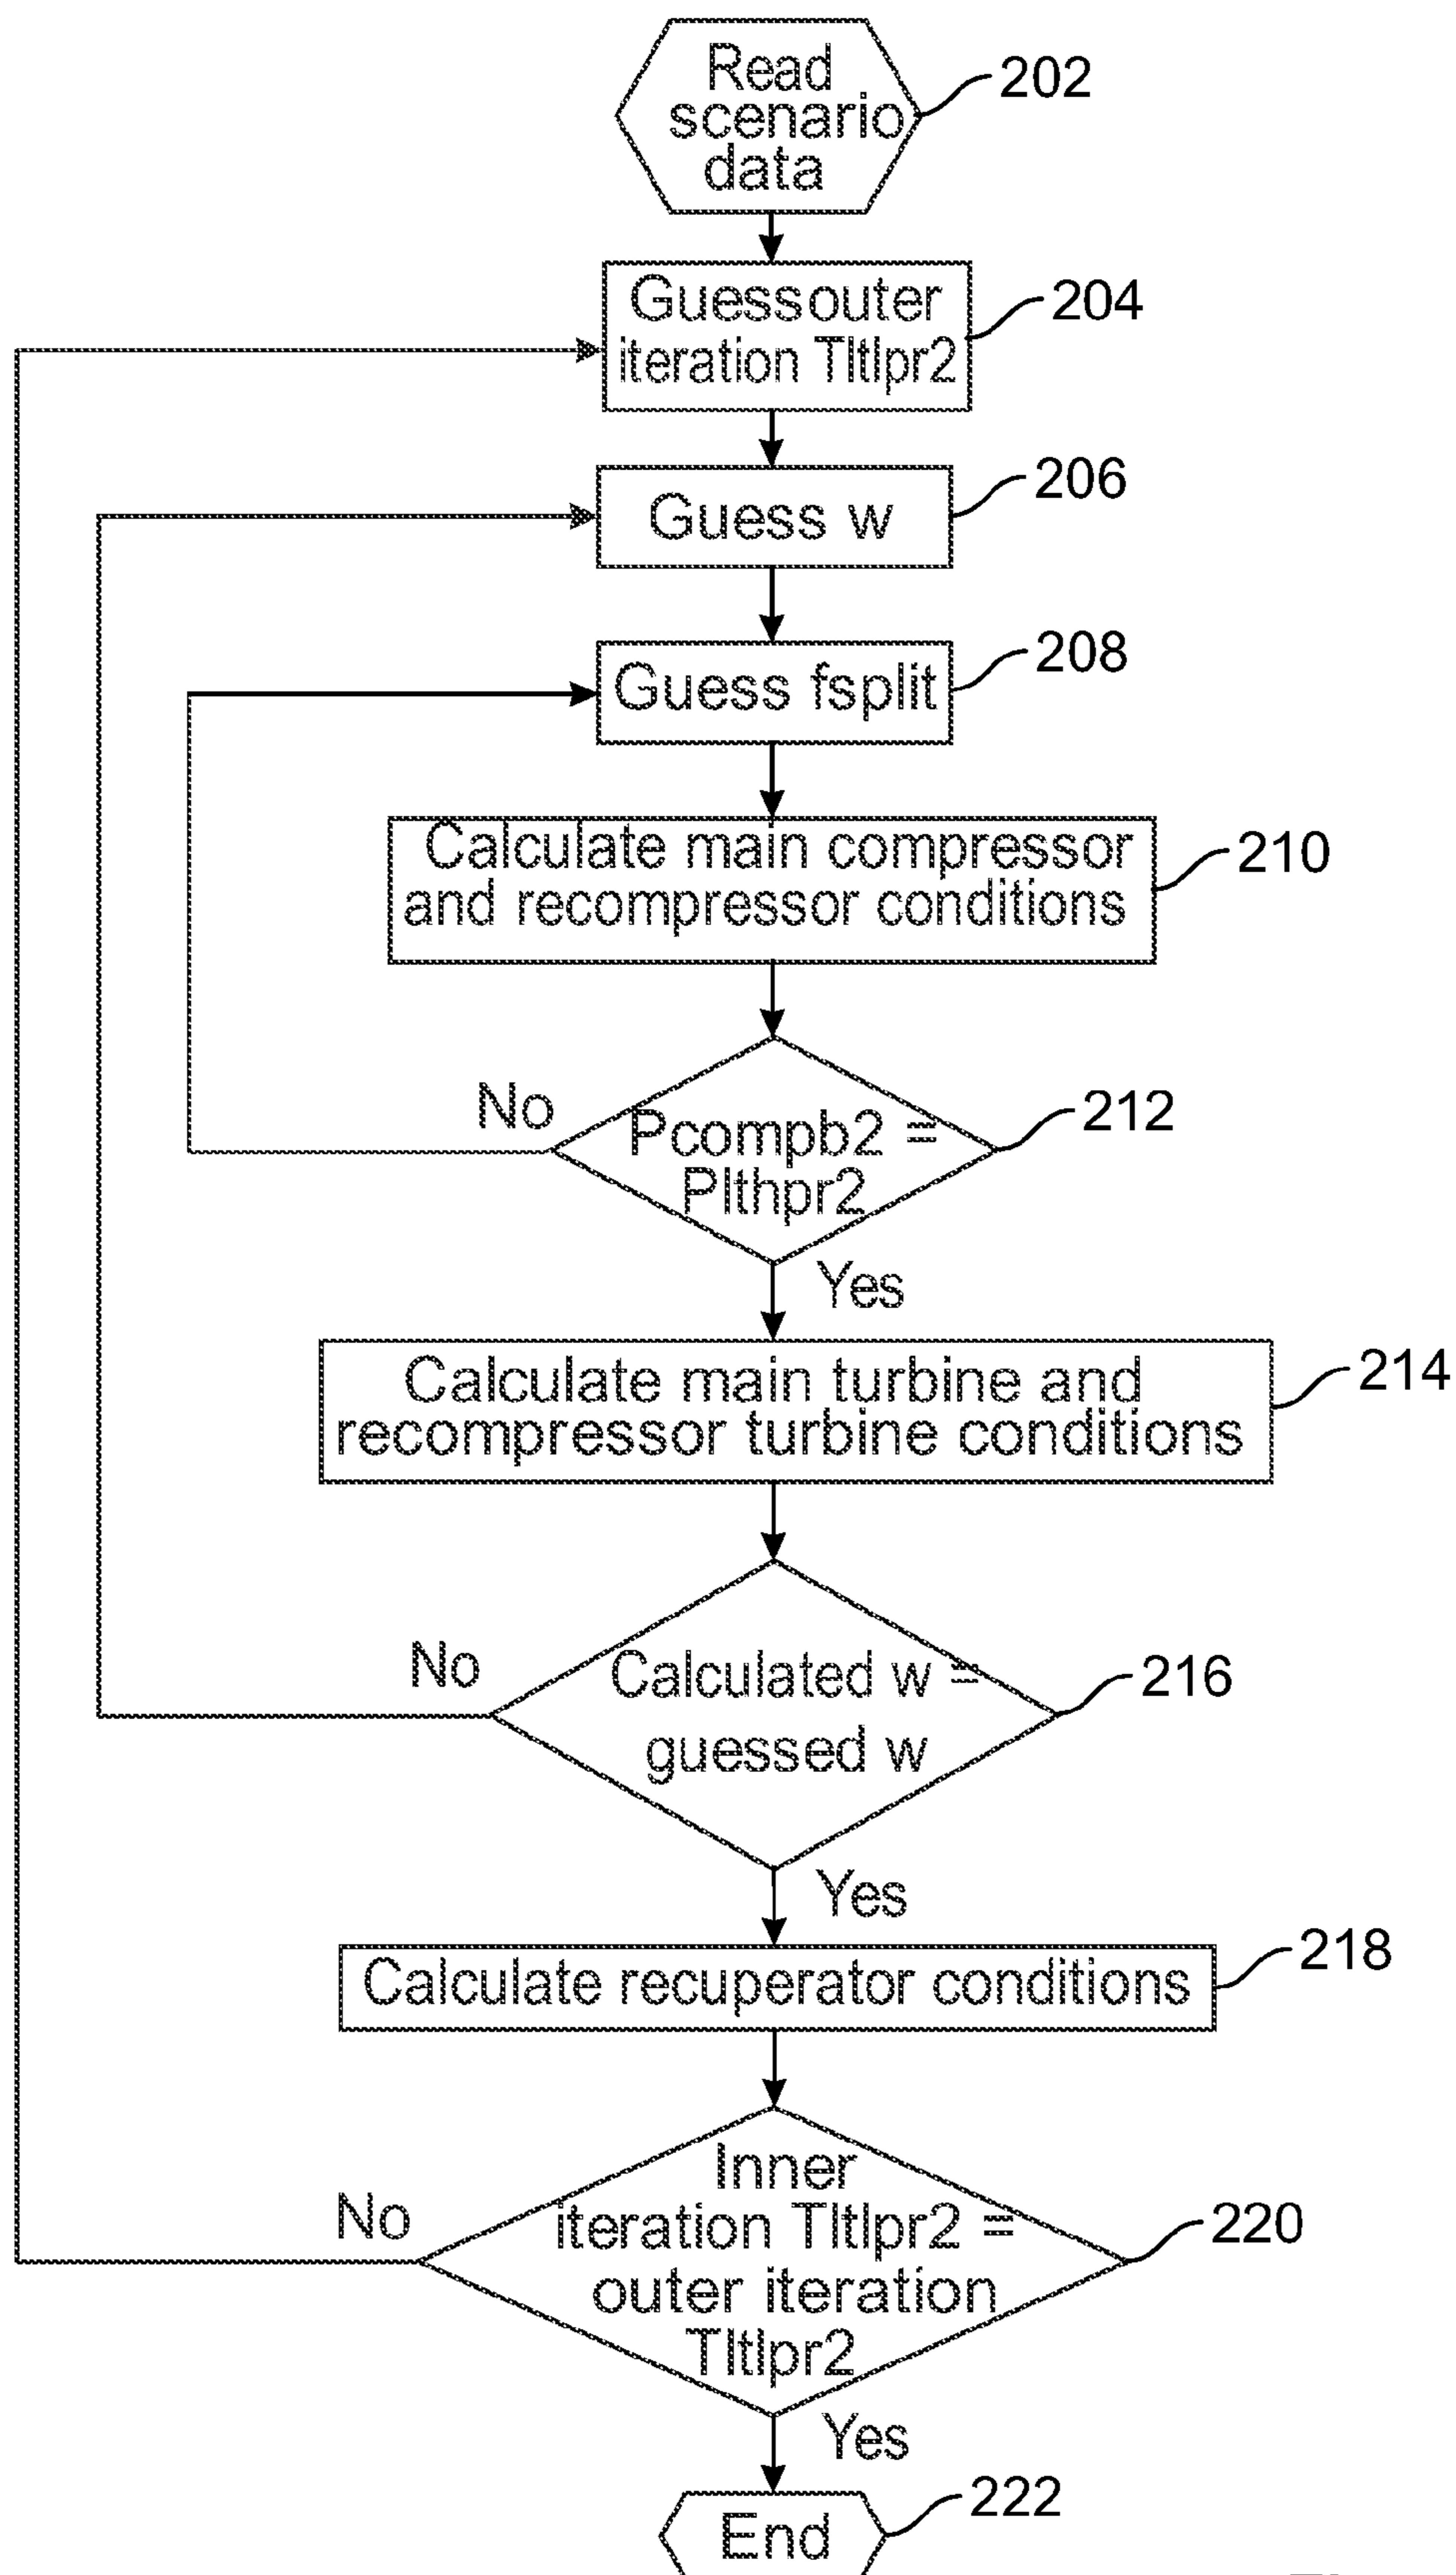 Read
scenario
data
202
Guess outer
iteration Tltlpr2
204
Guess w
206
Guess fsplit
208
Calculate main compressor
and recompressor conditions
210
No
Pcompb2 =
Plthpr2
212
Yes
Calculate main turbine and
recompressor turbine conditions
214
No
Calculated w =
guessed w
216
Yes
Calculate recuperator conditions
218
No
Inner
iteration Tltlpr2 =
outer iteration
Tltlpr2
220
Yes
End
222